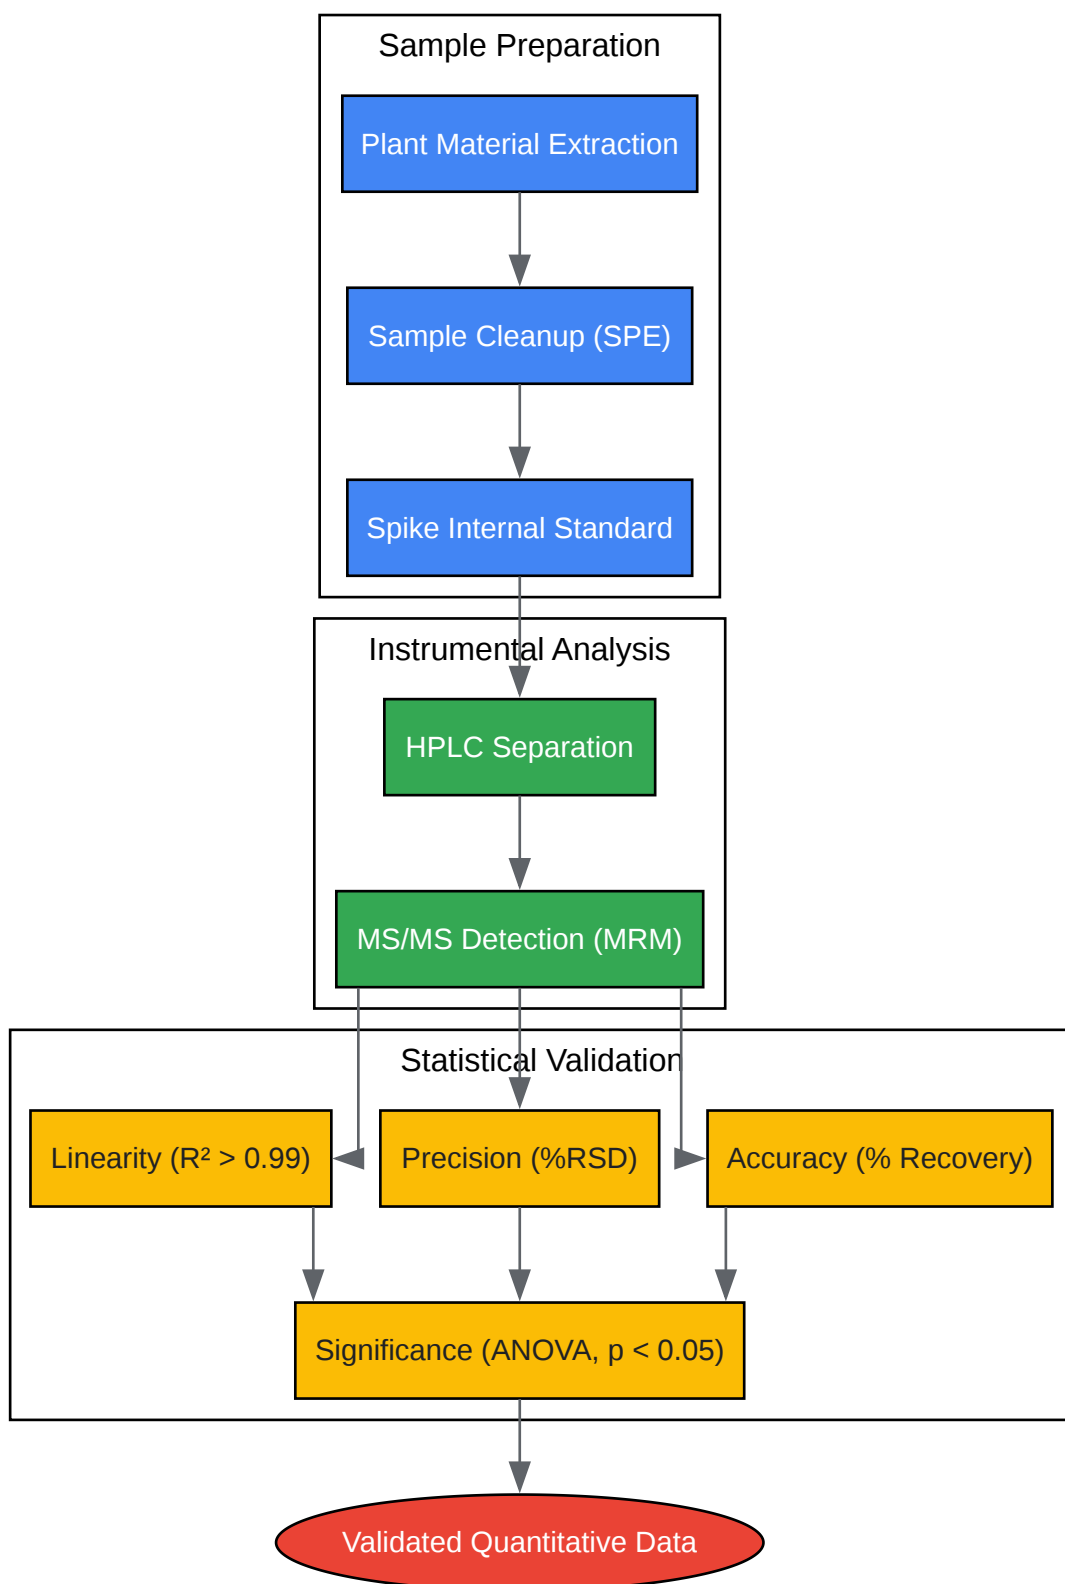 Sample Preparation
Plant Material Extraction
Sample Cleanup (SPE)
Spike Internal Standard
Instrumental Analysis
HPLC Separation
MS/MS Detection (MRM)
Statistical Validation
Linearity (R² > 0.99)
Precision (%RSD)
Accuracy (% Recovery)
Significance (ANOVA, p < 0.05)
Validated Quantitative Data